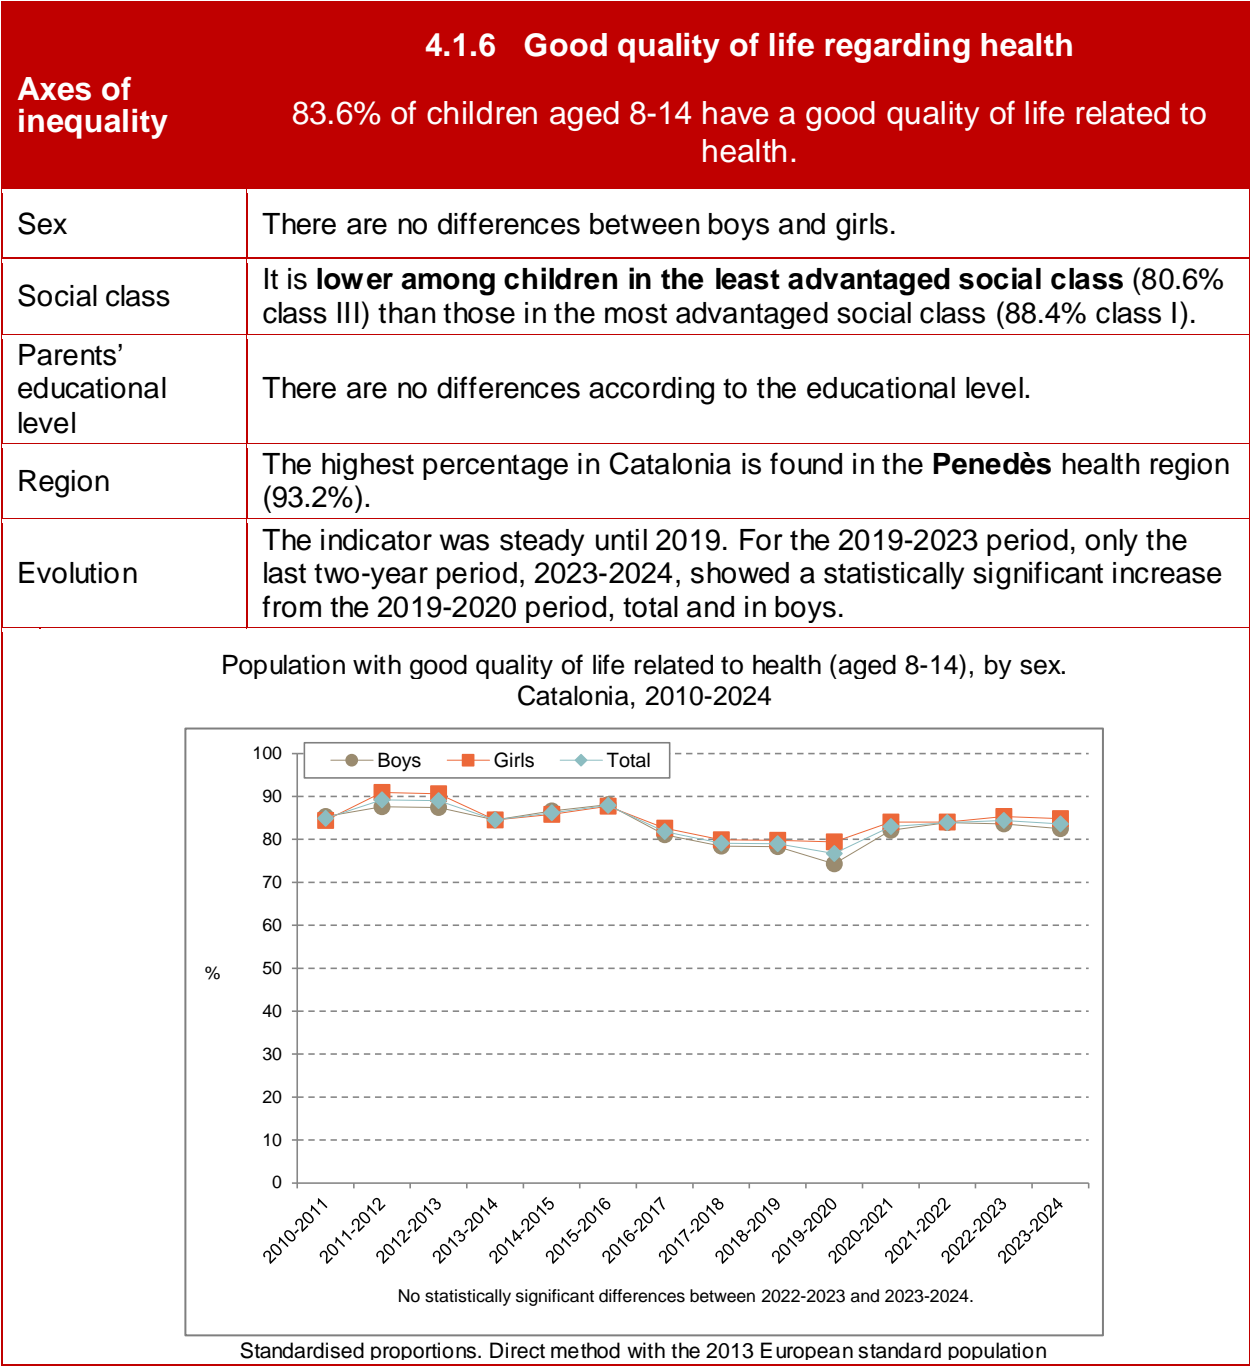 4.1.6 Good quality of life regarding health
Axes of
inequality
83.6% of children aged 8-14 have a good quality of life related to
health.
Sex
There are no differences between boys and girls.
Social class
It is lower among children in the least advantaged social class (80.6%
class III) than those in the most advantaged social class (88.4% class I).
Parents’
educational
level
There are no differences according to the educational level.
Region
The highest percentage in Catalonia is found in the Penedès health region
(93.2%).
Evolution
The indicator was steady until 2019. For the 2019-2023 period, only the
last two-year period, 2023-2024, showed a statistically significant increase
from the 2019-2020 period, total and in boys.
Population with good quality of life related to health (aged 8-14), by sex.
Catalonia, 2010-2024
Boys Girls Total
100
90
80
70
60
50
40
30
20
10
0
%
2010-2011
2011-2012
2012-2013
2013-2014
2014-2015
2015-2016
2016-2017
2017-2018
2018-2019
2019-2020
2020-2021
2021-2022
2022-2023
2023-2024
No statistically significant differences between 2022-2023 and 2023-2024.
Standardised proportions. Direct method with the 2013 European standard population